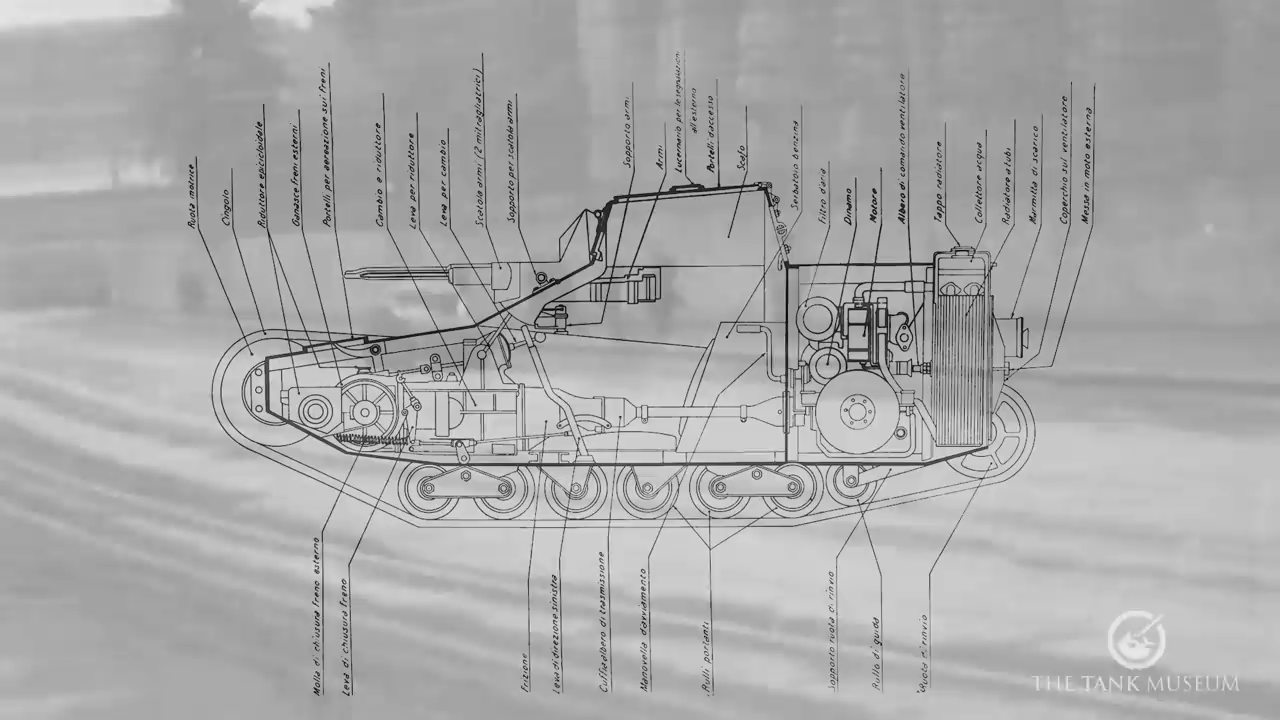 Ruota motrice
Cingolo
Riduttore epicicloidale
Ganasce freni esterni
Portelli per aereazione sui freni
Cambio e riduttore
Leva per riduttore
Leva per cambio
Scatola armi (2 mitragliatrici)
Supporto per scatola armi
Supporto armi
Armi
Lucernario per le segnalazioni
all'esterno
Portelli d'accesso
Scafo
Serbatoio benzina
Filtro d'aria
Dinamo
Motore
Albero di comando ventilatore
Tappo radiatore
Collettore acqua
Radiatore a tubi
Marmitta di scarico
Coperchio sul ventilatore
Messa in moto esterna
Molla di chiusura freno esterno
Leva di chiusura freno
Frizione
Leva di direzione sinistra
Cuffia albero di trasmissione
Manovella d'avviamento
Rulli portanti
Supporto ruota di rinvio
Rullo di guida
Ruota di rinvio
THE TANK MUSEUM